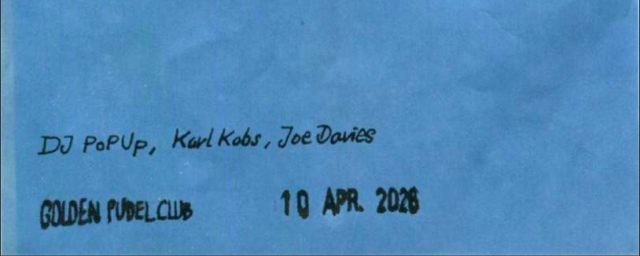 DJ PoPUp, Karl Kobs, Joe Davies
GOLDEN PUDEL CLUB 10 APR. 2026